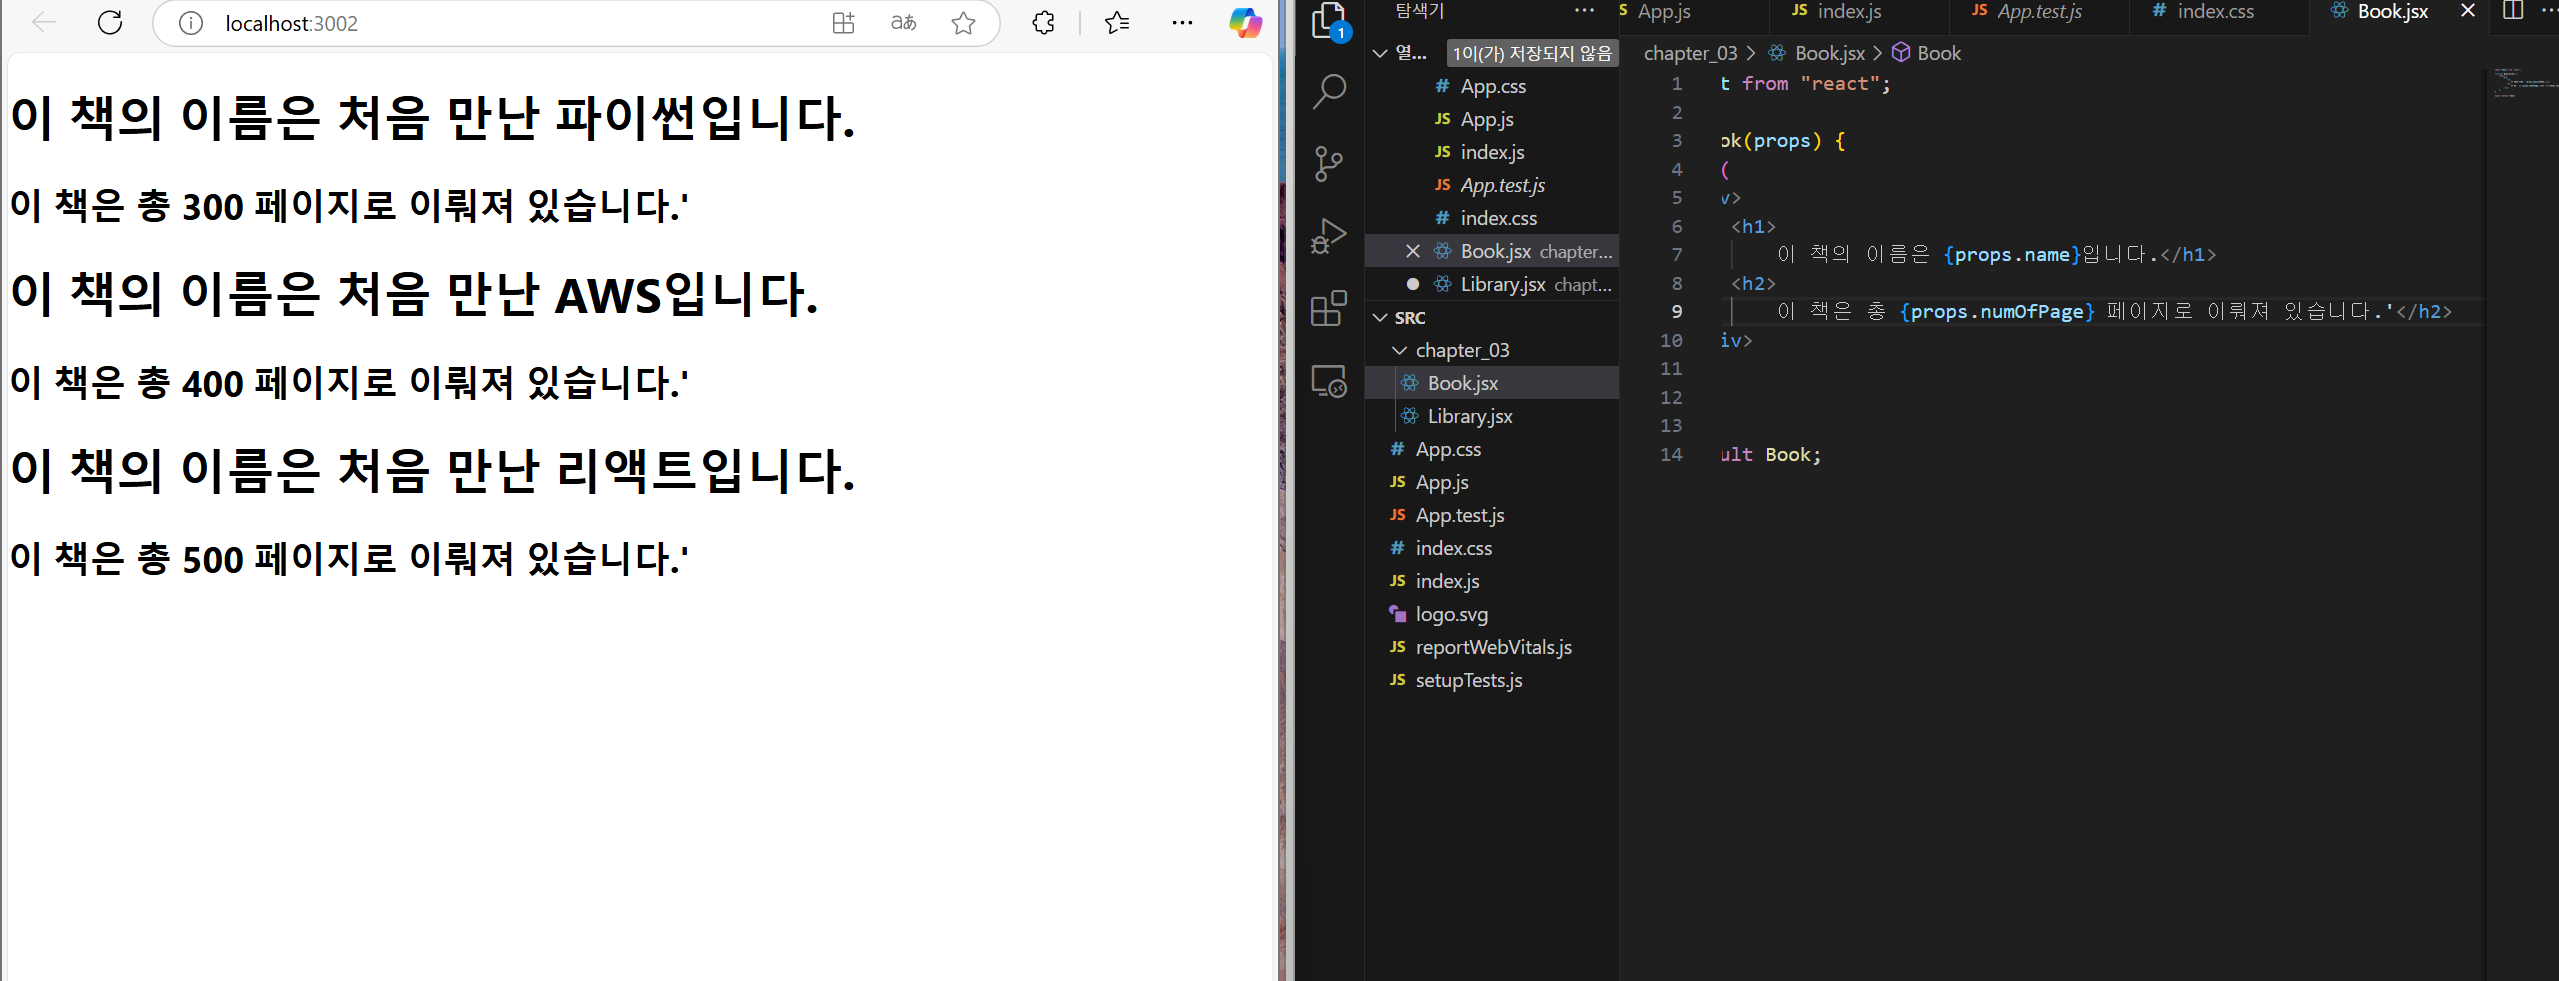 localhost:3002
이 책의 이름은 처음 만난 파이썬입니다.
이 책은 총 300 페이지로 이뤄져 있습니다.'
이 책의 이름은 처음 만난 AWS입니다.
이 책은 총 400 페이지로 이뤄져 있습니다.'
이 책의 이름은 처음 만난 리액트입니다.
이 책은 총 500 페이지로 이뤄져 있습니다.'
1
탐색기
열... 1이(가) 저장되지 않음
# App.css
JS App.js
JS index.js
JS App.test.js
# index.css
Book.jsx chapter...
Library.jsx chapt...
SRC
chapter_03
Book.jsx
Library.jsx
# App.css
JS App.js
JS App.test.js
# index.css
JS index.js
logo.svg
JS reportWebVitals.js
JS setupTests.js
S App.js JS index.js JS App.test.js # index.css Book.jsx
chapter_03 > Book.jsx > Book
1 t from "react";
2
3 ok(props) {
4 (
5 v>
6 <h1>
7 이 책의 이름은 {props.name}입니다.</h1>
8 <h2>
9 이 책은 총 {props.numOfPage} 페이지로 이뤄져 있습니다.'</h2>
10 iv>
11
12
13
14 ult Book;